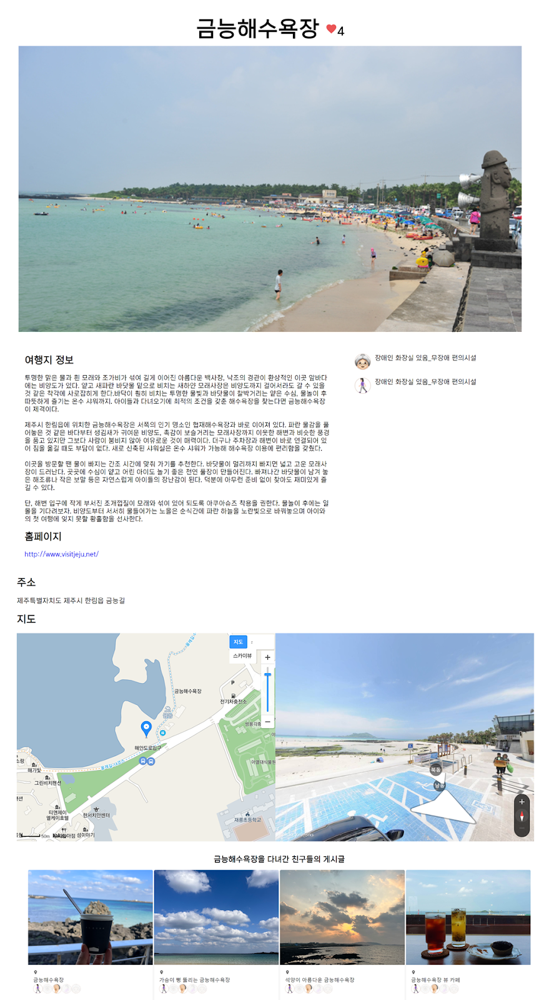 금능해수욕장 4
여행지 정보
투명한 맑은 물과 흰 모래와 조가비가 섞여 길게 이어진 아름다운 백사장, 낙조의 경관이 환상적인 이곳 앞바다
에는 비양도가 있다. 얕고 새파란 바닷물 밑으로 비치는 새하얀 모래사장은 비양도까지 걸어서라도 갈 수 있을
것 같은 착각에 사로잡히게 한다.바닥이 훤히 비치는 투명한 물빛과 바닷물이 찰박거리는 얕은 수심, 물놀이 후
따뜻하게 즐기는 온수 샤워까지. 아이들과 다녀오기에 최적의 조건을 갖춘 해수욕장을 찾는다면 금능해수욕장
이 제격이다.
제주시 한림읍에 위치한 금능해수욕장은 서쪽의 인기 명소인 협재해수욕장과 바로 이어져 있다. 파란 물감을 풀
어놓은 것 같은 바다부터 생김새가 귀여운 비양도, 촉감이 보슬거리는 모래사장까지 이웃한 해변과 비슷한 풍경
을 품고 있지만 그보다 사람이 붐비지 않아 여유로운 것이 매력이다. 더구나 주차장과 해변이 바로 연결되어 있
어 짐을 옮길 때도 부담이 없다. 새로 신축된 샤워실은 온수 샤워가 가능해 해수욕장 이용에 편리함을 갖췄다.
이곳을 방문할 땐 물이 빠지는 간조 시간에 맞춰 가기를 추천한다. 바닷물이 멀리까지 빠지면 넓고 고운 모래사
장이 드러난다. 곳곳에 수심이 얕고 어린 아이도 놀기 좋은 천연 풀장이 만들어진다. 빠져나간 바닷물이 남겨 놓
은 해조류나 작은 보말 등은 자연스럽게 아이들의 장난감이 된다. 덕분에 아무런 준비 없이 찾아도 재미있게 즐
길 수 있다.
단, 해변 입구에 작게 부서진 조개껍질이 모래와 섞여 있어 되도록 아쿠아슈즈 착용을 권한다. 물놀이 후에는 일
몰을 기다려보자. 비양도부터 서서히 물들어가는 노을은 순식간에 파란 하늘을 노란빛으로 바꿔놓으며 아이와
의 첫 여행에 잊지 못할 황홀함을 선사한다.
장애인 화장실 있음_무장애 편의시설
장애인 화장실 있음_무장애 편의시설
홈페이지
http://www.visitjeju.net/
주소
제주특별자치도 제주시 한림읍 금능길
지도
지도
스카이뷰
P
금능해수욕장
전기차충전소
해안도로입구
올레길
해가빛
그린비치펜션
티앤제이
엘케이호텔
한서치안센터
재릉초등학교
아열대식물원
섬이야기
50m
북동
남동
금능해수욕장을 다녀간 친구들의 게시글
금능해수욕장
가슴이 뻥 뚫리는 금능해수욕장
석양이 아름다운 금능해수욕장
금능해수욕장 뷰 카페